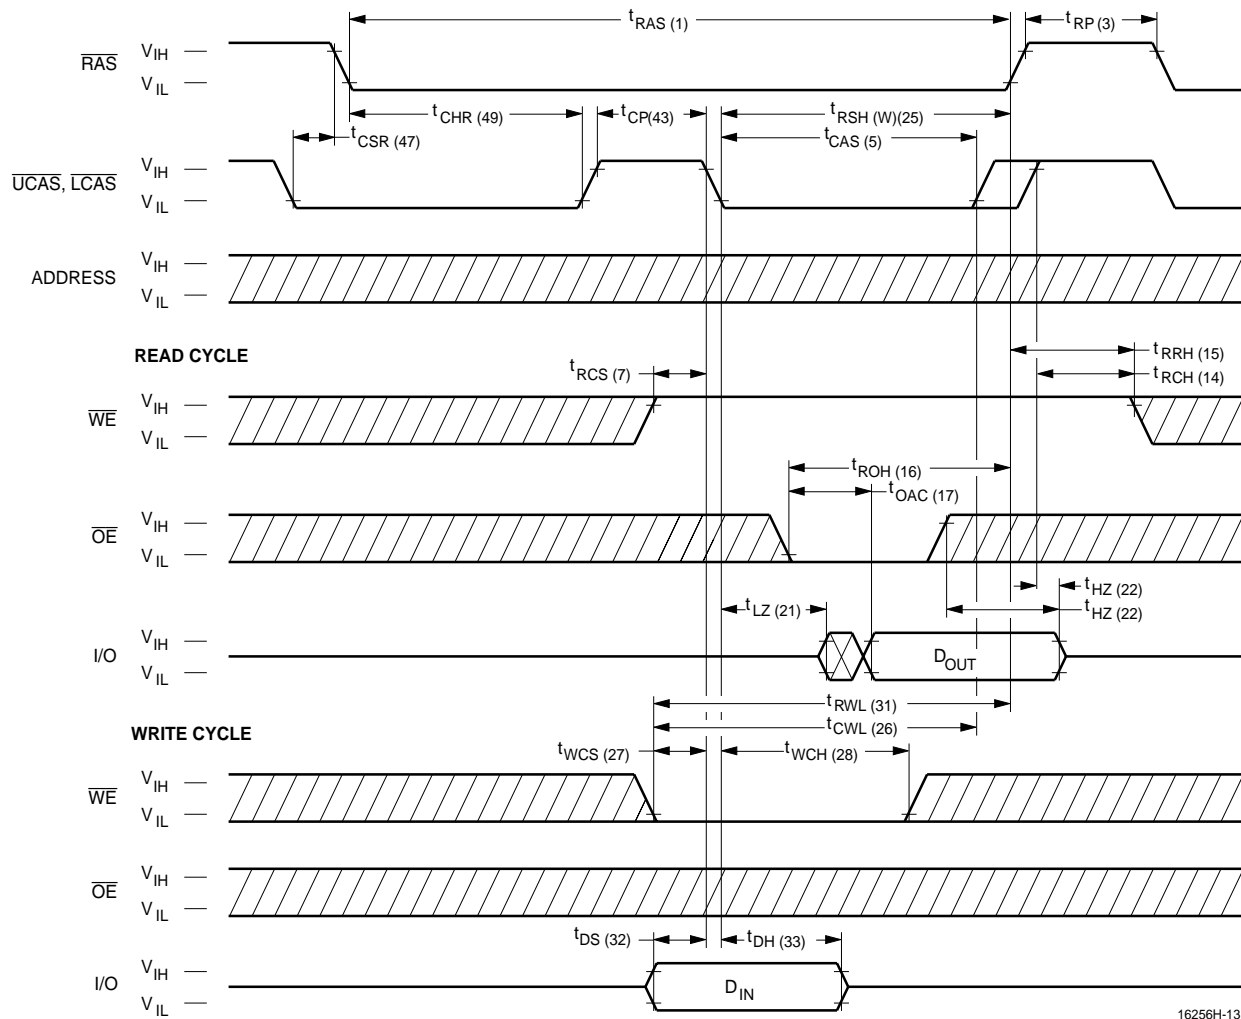 tRAS (1)
tRP (3)
RAS
VIH
VIL
tCHR (49)
tCP(43)
tRSH (W)(25)
tCSR (47)
tCAS (5)
UCAS, LCAS
VIH
VIL
ADDRESS
VIH
VIL
READ CYCLE
tRRH (15)
tRCS (7)
tRCH (14)
WE
VIH
VIL
tROH (16)
tOAC (17)
OE
VIH
VIL
tHZ (22)
tLZ (21)
tHZ (22)
I/O
VIH
VIL
DOUT
tRWL (31)
tCWL (26)
WRITE CYCLE
tWCS (27)
tWCH (28)
WE
VIH
VIL
OE
VIH
VIL
tDS (32)
tDH (33)
I/O
VIH
VIL
DIN
16256H-13